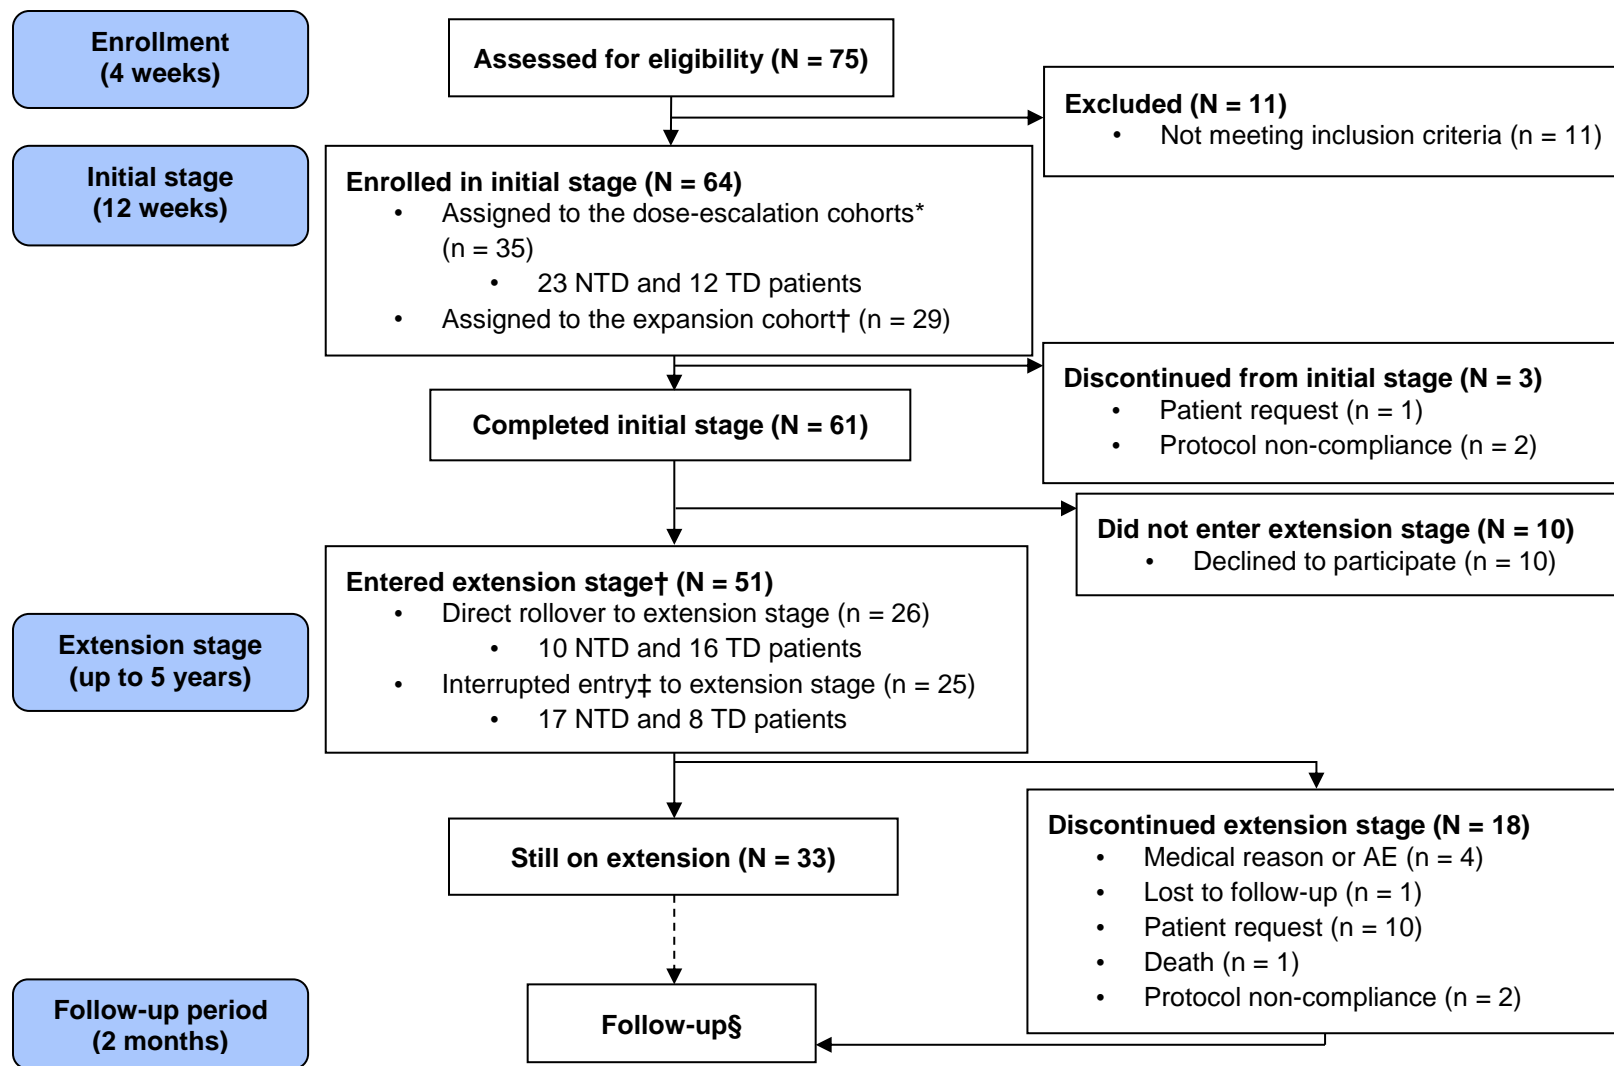 Enrollment
(4 weeks)
Assessed for eligibility (N = 75)
Excluded (N = 11)
• Not meeting inclusion criteria (n = 11)
Initial stage
(12 weeks)
Enrolled in initial stage (N = 64)
• Assigned to the dose-escalation cohorts*
(n = 35)
• 23 NTD and 12 TD patients
• Assigned to the expansion cohort† (n = 29)
Discontinued from initial stage (N = 3)
• Patient request (n = 1)
• Protocol non-compliance (n = 2)
Completed initial stage (N = 61)
Did not enter extension stage (N = 10)
• Declined to participate (n = 10)
Extension stage
(up to 5 years)
Entered extension stage† (N = 51)
• Direct rollover to extension stage (n = 26)
• 10 NTD and 16 TD patients
• Interrupted entry‡ to extension stage (n = 25)
• 17 NTD and 8 TD patients
Still on extension (N = 33)
Discontinued extension stage (N = 18)
• Medical reason or AE (n = 4)
• Lost to follow-up (n = 1)
• Patient request (n = 10)
• Death (n = 1)
• Protocol non-compliance (n = 2)
Follow-up period
(2 months)
Follow-up§